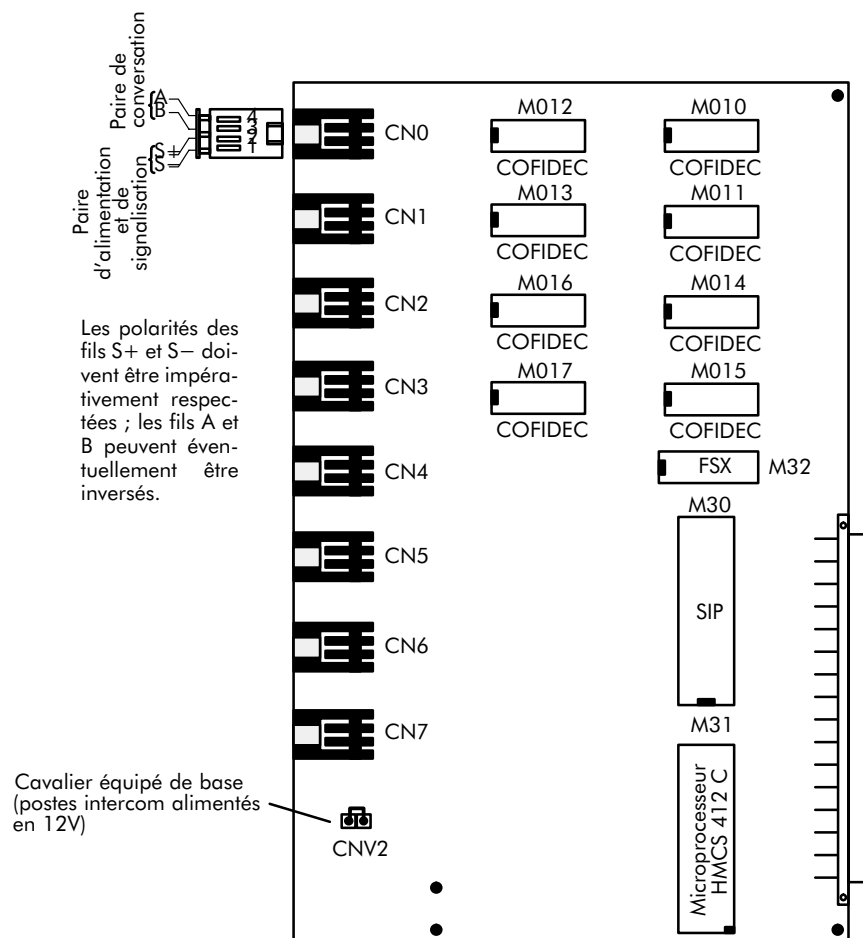 Paire de
conversation
A
B
4
3
2
1
S+
S-
Paire
d'alimentation
et de
signalisation
CN0
M012
COFIDEC
M010
COFIDEC
CN1
M013
COFIDEC
M011
COFIDEC
CN2
M016
COFIDEC
M014
COFIDEC
Les polarités des
fils S+ et S− doi-
vent être impéra-
tivement respec-
tées ; les fils A et
B peuvent éven-
tuellement être
inversés.
CN3
M017
COFIDEC
M015
COFIDEC
CN4
FSX
M32
M30
SIP
CN5
CN6
CN7
M31
Microprocesseur
HMCS 412 C
Cavalier équipé de base
(postes intercom alimentés
en 12V)
CNV2